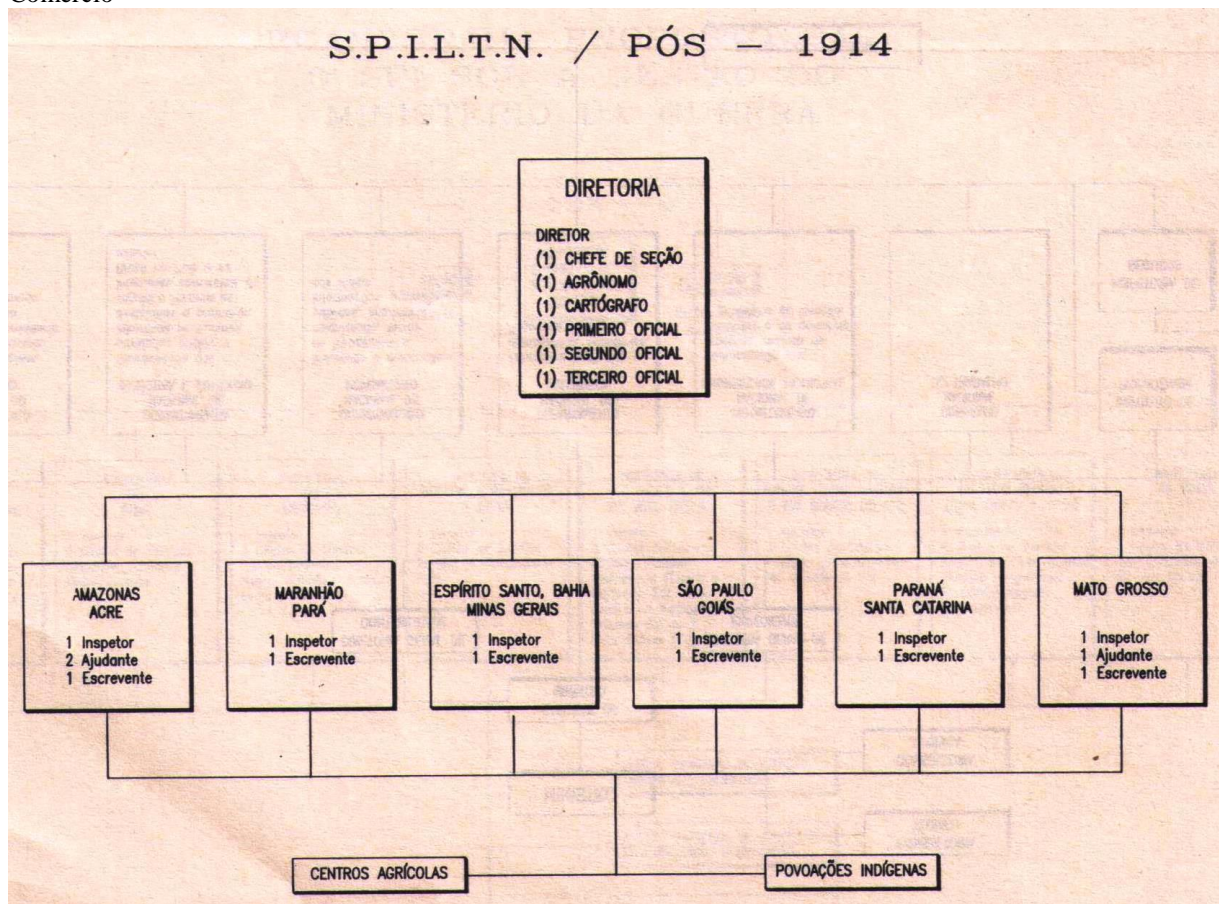 Comércio
S.P.I.L.T.N. / PÓS – 1914
DIRETORIA
DIRETOR
(1) CHEFE DE SEÇÃO
(1) AGRÔNOMO
(1) CARTÓGRAFO
(1) PRIMEIRO OFICIAL
(1) SEGUNDO OFICIAL
(1) TERCEIRO OFICIAL
AMAZONAS
ACRE
1 Inspetor
2 Ajudante
1 Escrevente
MARANHÃO
PARÁ
1 Inspetor
1 Escrevente
ESPÍRITO SANTO, BAHIA
MINAS GERAIS
1 Inspetor
1 Escrevente
SÃO PAULO
GOIÁS
1 Inspetor
1 Escrevente
PARANÁ
SANTA CATARINA
1 Inspetor
1 Escrevente
MATO GROSSO
1 Inspetor
1 Ajudante
1 Escrevente
CENTROS AGRÍCOLAS
POVOAÇÕES INDÍGENAS